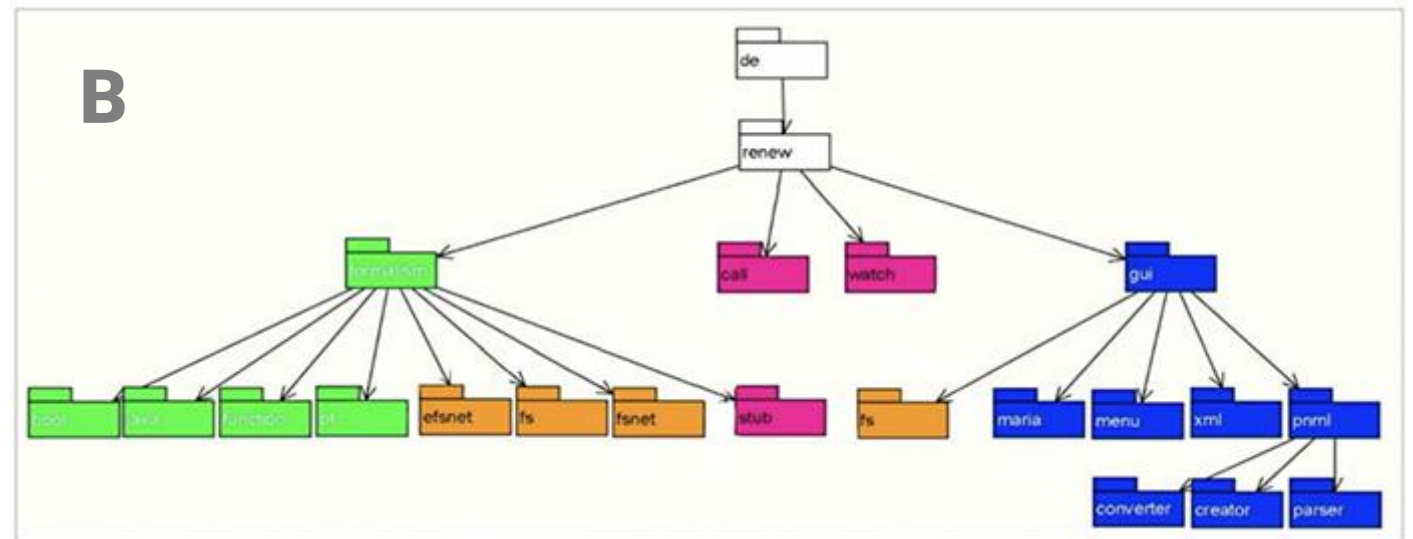 B
de
renew
formalism
call
watch
gui
bool
java
function
pt
efsnet
fs
fsnet
stub
fs
maria
menu
xml
pnml
converter
creator
parser